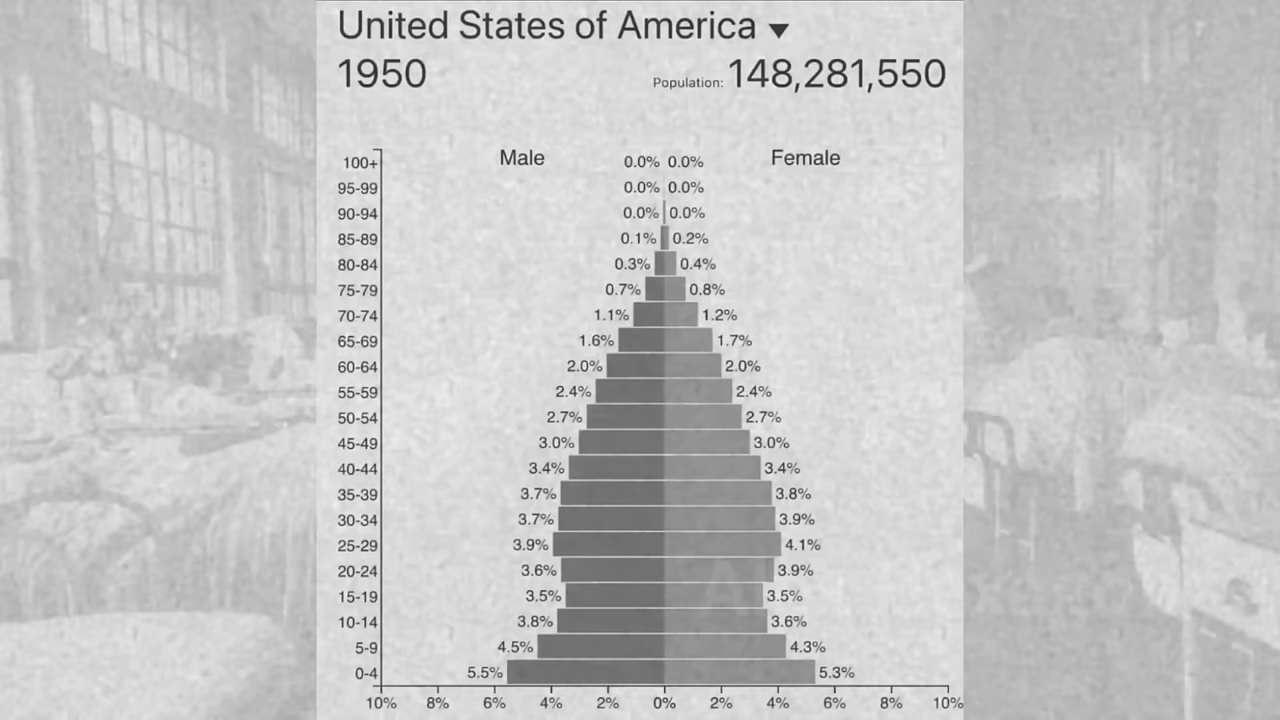 United States of America
1950 Population: 148,281,550
Male Female
100+ 0.0% 0.0%
95-99 0.0% 0.0%
90-94 0.0% 0.0%
85-89 0.1% 0.2%
80-84 0.3% 0.4%
75-79 0.7% 0.8%
70-74 1.1% 1.2%
65-69 1.6% 1.7%
60-64 2.0% 2.0%
55-59 2.4% 2.4%
50-54 2.7% 2.7%
45-49 3.0% 3.0%
40-44 3.4% 3.4%
35-39 3.7% 3.8%
30-34 3.7% 3.9%
25-29 3.9% 4.1%
20-24 3.6% 3.9%
15-19 3.5% 3.5%
10-14 3.8% 3.6%
5-9 4.5% 4.3%
0-4 5.5% 5.3%
10% 8% 6% 4% 2% 0% 2% 4% 6% 8% 10%